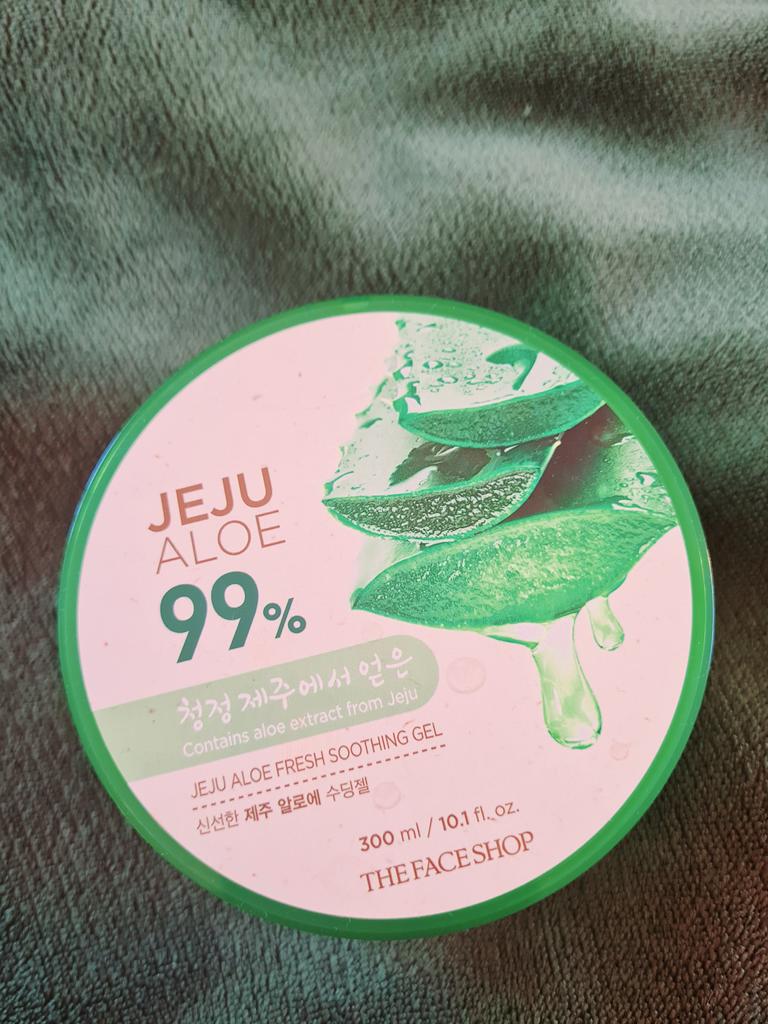 JEJU
ALOE
99%
청정 제주에서 얻은
Contains aloe extract from Jeju
JEJU ALOE FRESH SOOTHING GEL
신선한 제주 알로에 수딩젤
300 ml / 10.1 fl. oz.
THE FACE SHOP